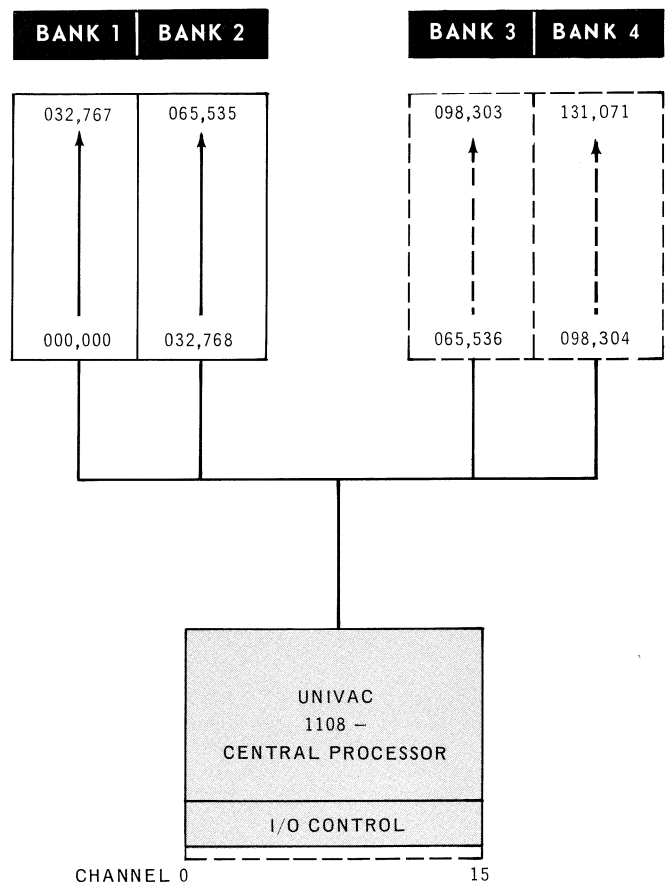 BANK 1 BANK 2 BANK 3 BANK 4
032,767 065,535 098,303 131,071
000,000 032,768 065,536 098,304
UNIVAC
1108 –
CENTRAL PROCESSOR
I/O CONTROL
CHANNEL 0 15